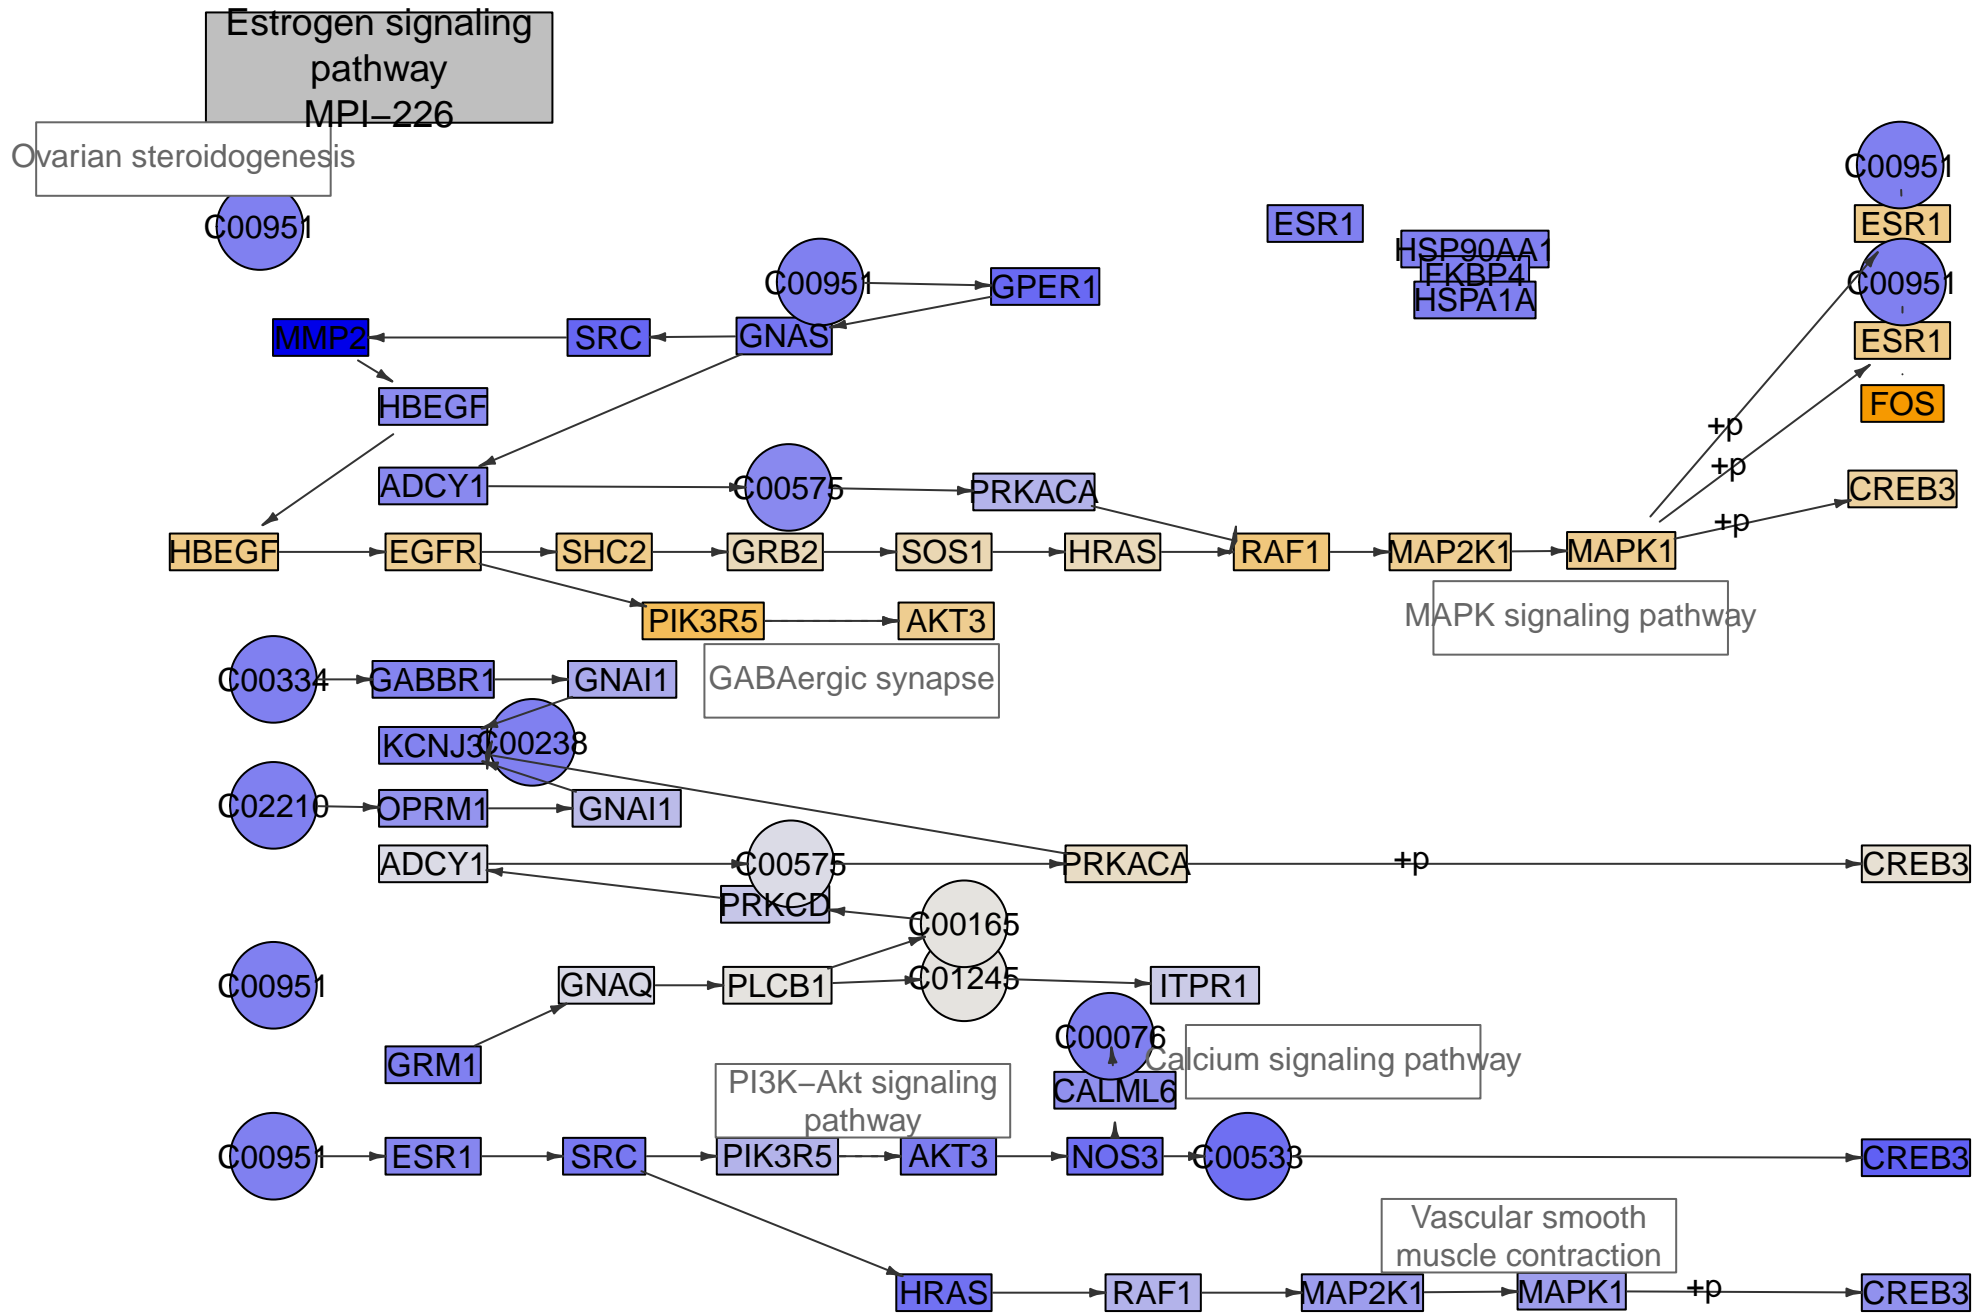 Estrogen signaling
pathway
MPI−226
Ovarian steroidogenesis
C00951
C00951
ESR1
ESR1
C00951
HSP90AA1
FKBP4
HSPA1A
C00951
GPER1
C00951
MMP2
SRC
GNAS
ESR1
HBEGF
FOS
+p
+p
ADCY1
C00575
PRKACA
CREB3
+p
HBEGF
EGFR
SHC2
GRB2
SOS1
HRAS
RAF1
MAP2K1
MAPK1
PIK3R5
AKT3
MAPK signaling pathway
C00334
GABBR1
GNAI1
GABAergic synapse
KCNJ3
C00238
C02210
OPRM1
GNAI1
ADCY1
C00575
PRKACA
+p
CREB3
PRKCD
C00165
C00951
GNAQ
PLCB1
C01245
ITPR1
C00076
Calcium signaling pathway
GRM1
CALML6
PI3K−Akt signaling
pathway
C00951
ESR1
SRC
PIK3R5
AKT3
NOS3
C00533
CREB3
Vascular smooth
muscle contraction
HRAS
RAF1
MAP2K1
MAPK1
+p
CREB3